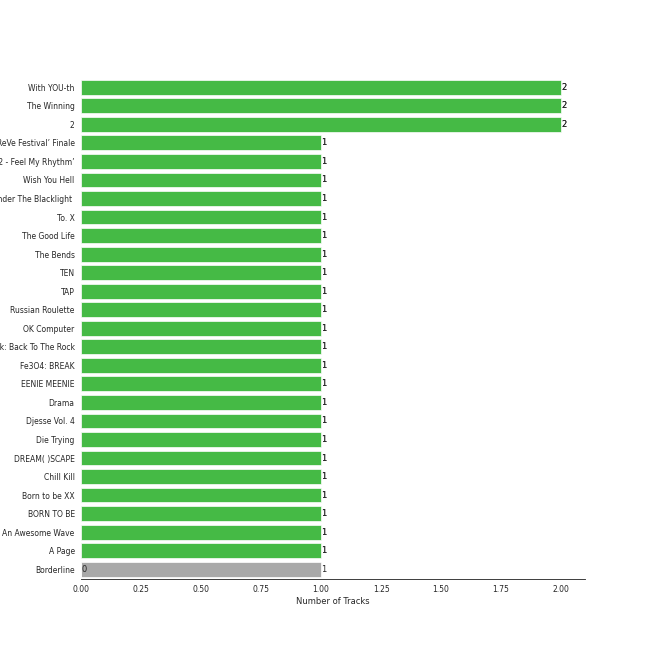 With YOU-th 2
The Winning 2
2 2
ReVe Festival’ Finale 1
2 - Feel My Rhythm’ 1
Wish You Hell 1
nder The Blacklight 1
To. X 1
The Good Life 1
The Bends 1
TEN 1
TAP 1
Russian Roulette 1
OK Computer 1
k: Back To The Rock 1
Fe3O4: BREAK 1
EENIE MEENIE 1
Drama 1
Djesse Vol. 4 1
Die Trying 1
DREAM( )SCAPE 1
Chill Kill 1
Born to be XX 1
BORN TO BE 1
An Awesome Wave 1
A Page 1
Borderline 0 1
0.00 0.25 0.50 0.75 1.00 1.25 1.50 1.75 2.00
Number of Tracks